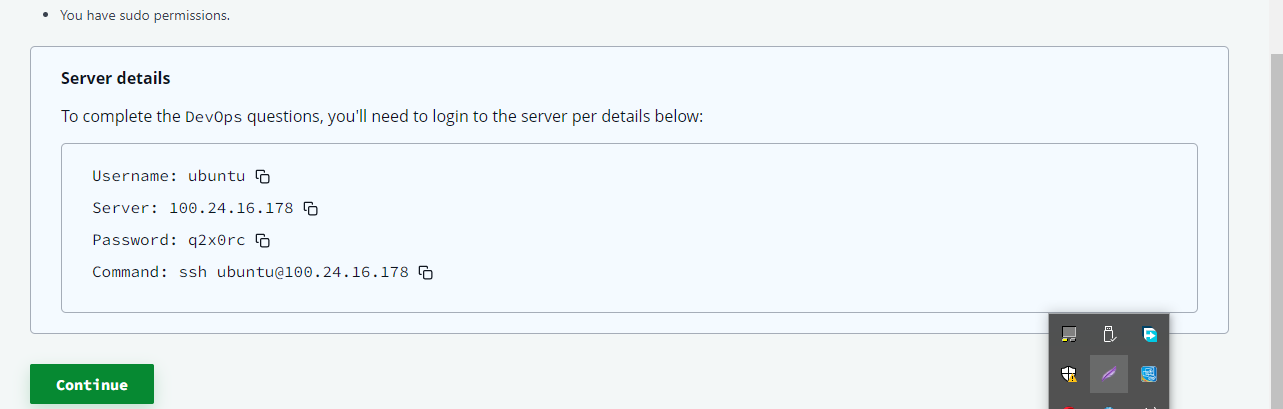 You have sudo permissions.
Server details
To complete the DevOps questions, you'll need to login to the server per details below:
Username: ubuntu
Server: 100.24.16.178
Password: q2x0rc
Command: ssh ubuntu@100.24.16.178
Continue